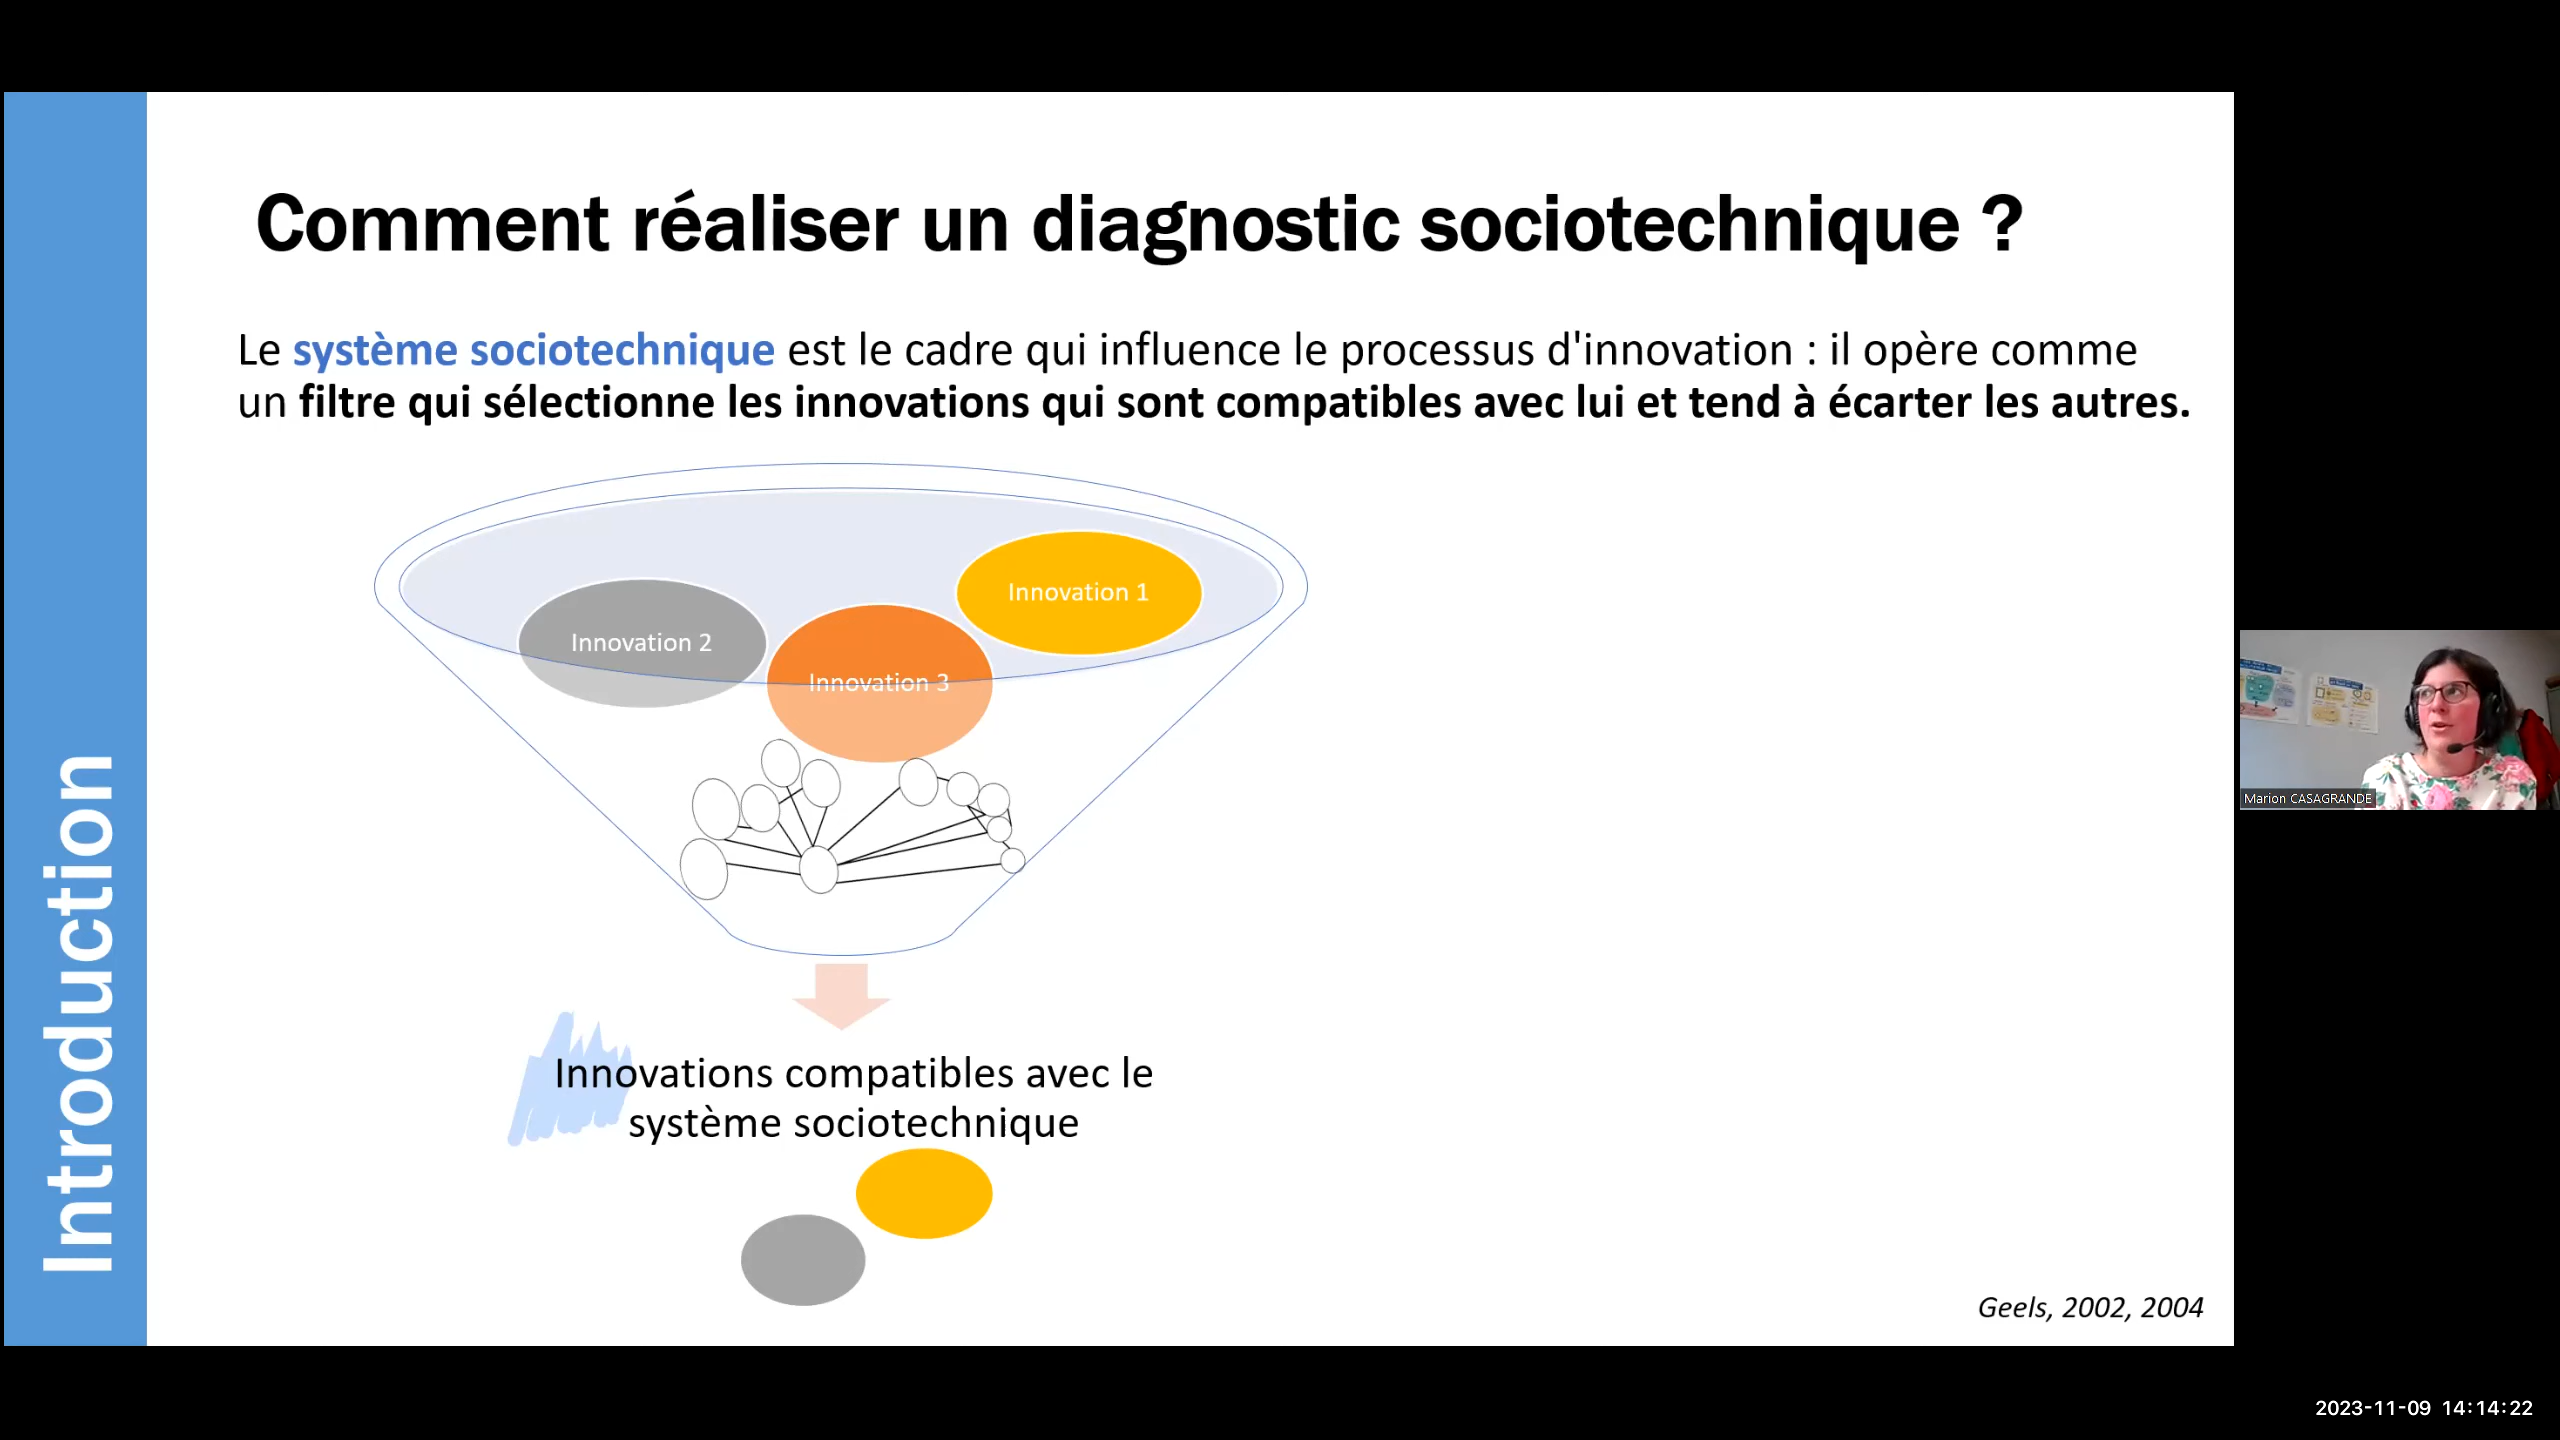 Comment réaliser un diagnostic sociotechnique ?
Le système sociotechnique est le cadre qui influence le processus d'innovation : il opère comme
un filtre qui sélectionne les innovations qui sont compatibles avec lui et tend à écarter les autres.
Innovation 1
Innovation 2
Innovation 3
Innovations compatibles avec le
système sociotechnique
Geels, 2002, 2004
Introduction
Marion CASAGRANDE
2023-11-09 14:14:22